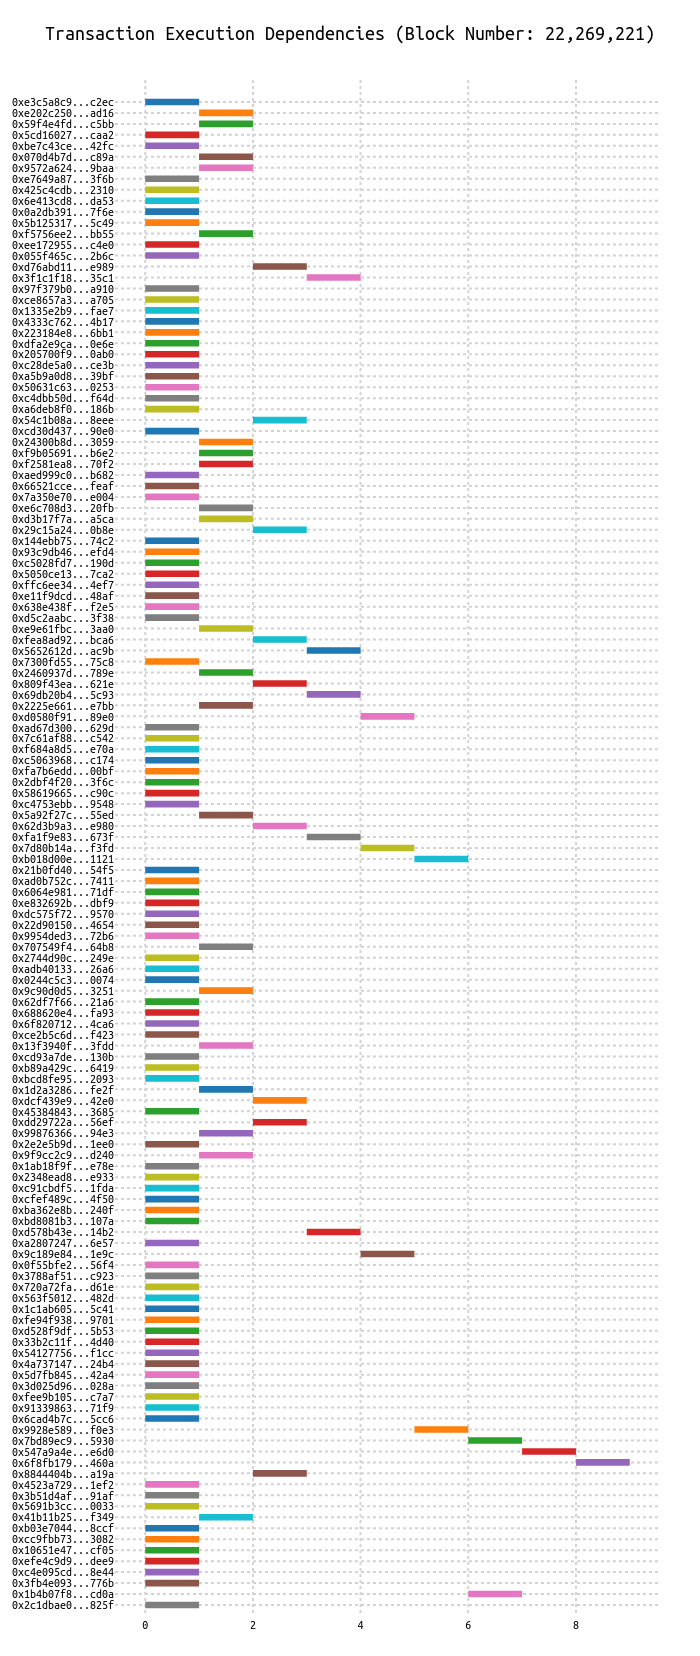 Transaction Execution Dependencies (Block Number: 22,269,221)
0xe3c5a8c9...c2ec
0xe202c250...ad16
0x59f4e4fd...c5bb
0x5cd16027...caa2
0xbe7c43ce...42fc
0x070d4b7d...c89a
0x9572a624...9baa
0xe7649a87...3f6b
0x425c4cdb...2310
0x6e413cd8...da53
0x0a2db391...7f6e
0x5b125317...5c49
0xf5756ee2...bb55
0xee172955...c4e0
0x055f465c...2b6c
0xd76abd11...e989
0x3f1c1f18...35c1
0x97f379b0...a910
0xce8657a3...a705
0x1335e2b9...fae7
0x4333c762...4b17
0x223184e8...6bb1
0xdfa2e9ca...0e6e
0x205700f9...0ab0
0xc28de5a0...ce3b
0xa5b9a0d8...39bf
0x50631c63...0253
0xc4dbb50d...f64d
0xa6deb8f0...186b
0x54c1b08a...8eee
0xcd30d437...90e0
0x24300b8d...3059
0xf9b05691...b6e2
0xf2581ea8...70f2
0xaed999c0...b682
0x66521cce...feaf
0x7a350e70...e004
0xe6c708d3...20fb
0xd3b17f7a...a5ca
0x29c15a24...0b8e
0x144ebb75...74c2
0x93c9db46...efd4
0xc5028fd7...190d
0x5050ce13...7ca2
0xffc6ee34...4ef7
0xe11f9dcd...48af
0x638e438f...f2e5
0xd5c2aabc...3f38
0xe9e61fbc...3aa0
0xfea8ad92...bca6
0x5652612d...ac9b
0x7300fd55...75c8
0x2460937d...789e
0x809f43ea...621e
0x69db20b4...5c93
0x2225e661...e7bb
0xd0580f91...89e0
0xad67d300...629d
0x7c61af88...c542
0xf684a8d5...e70a
0xc5063968...c174
0xfa7b6edd...00bf
0x2dbf4f20...3f6c
0x58619665...c90c
0xc4753ebb...9548
0x5a92f27c...55ed
0x62d3b9a3...e980
0xfa1f9e83...673f
0x7d80b14a...f3fd
0xb018d00e...1121
0x21b0fd40...54f5
0xad0b752c...7411
0x6064e981...71df
0xe832692b...dbf9
0xdc575f72...9570
0x22d90150...4654
0x9954ded3...72b6
0x707549f4...64b8
0x2744d90c...249e
0xadb40133...26a6
0x0244c5c3...0074
0x9c90d0d5...3251
0x62df7f66...21a6
0x688620e4...fa93
0x6f820712...4ca6
0xce2b5c6d...f423
0x13f3940f...3fdd
0xcd93a7de...130b
0xb89a429c...6419
0xbcd8fe95...2093
0x1d2a3286...fe2f
0xdcf439e9...42e0
0x45384843...3685
0xdd29722a...56ef
0x99876366...94e3
0x2e2e5b9d...1ee0
0x9f9cc2c9...d240
0x1ab18f9f...e78e
0x2348ead8...e933
0xc91cbdf5...1fda
0xcfef489c...4f50
0xba362e8b...240f
0xbd8081b3...107a
0xd578b43e...14b2
0xa2807247...6e57
0x9c189e84...1e9c
0x0f55bfe2...56f4
0x3788af51...c923
0x720a72fa...d61e
0x563f5012...482d
0x1c1ab605...5c41
0xfe94f938...9701
0xd528f9df...5b53
0x33b2c11f...4d40
0x54127756...f1cc
0x4a737147...24b4
0x5d7fb845...42a4
0x3d025d96...028a
0xfee9b105...c7a7
0x91339863...71f9
0x6cad4b7c...5cc6
0x9928e589...f0e3
0x7bd89ec9...5930
0x547a9a4e...e6d0
0x6f8fb179...460a
0x8844404b...a19a
0x4523a729...1ef2
0x3b51d4af...91af
0x5691b3cc...0033
0x41b11b25...f349
0xb03e7044...8ccf
0xcc9fbb73...3082
0x10651e47...cf05
0xefe4c9d9...dee9
0xc4e095cd...8e44
0x3fb4e093...776b
0x1b4b07f8...cd0a
0x2c1dbae0...825f
0 2 4 6 8